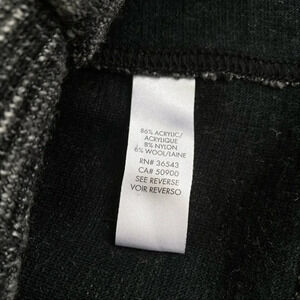 86% ACRYLIC/
ACRYLIQUE
8% NYLON
6% WOOL/LAINE
RN# 36543
CA# 50900
SEE REVERSE
VOIR REVERSO